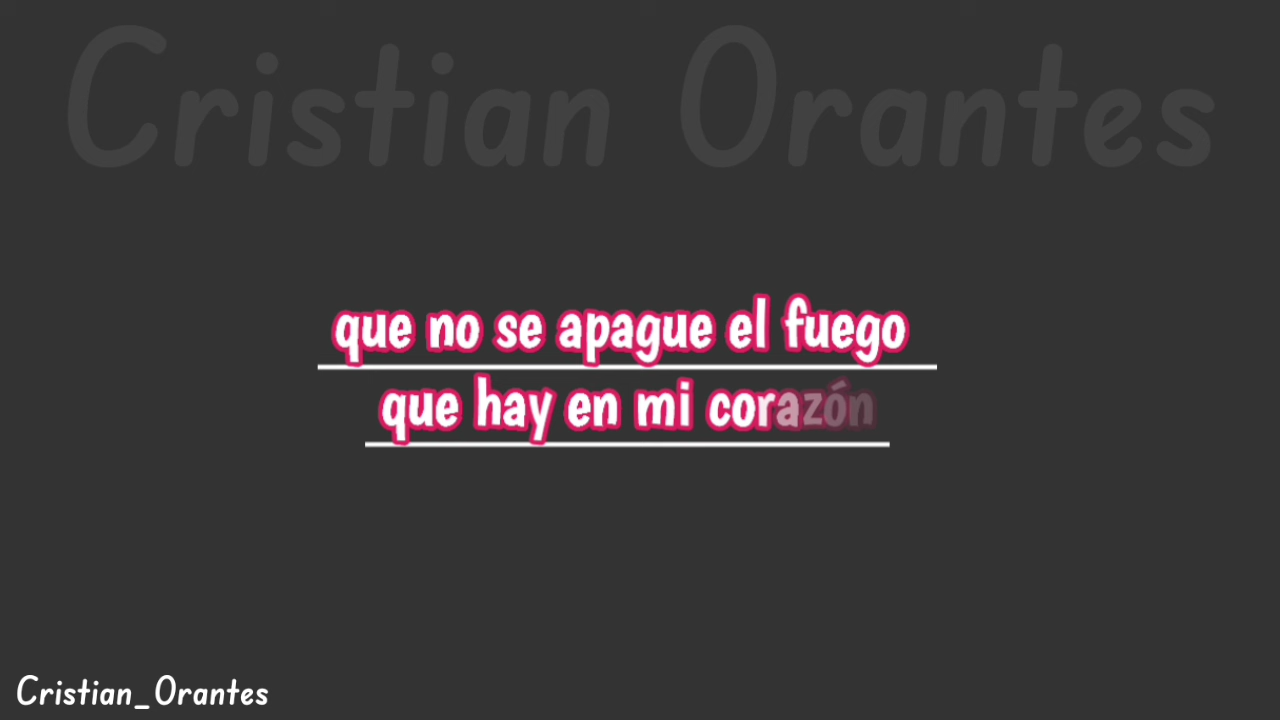 Cristian Orantes
que no se apague el fuego
que hay en mi corazón
Cristian_Orantes